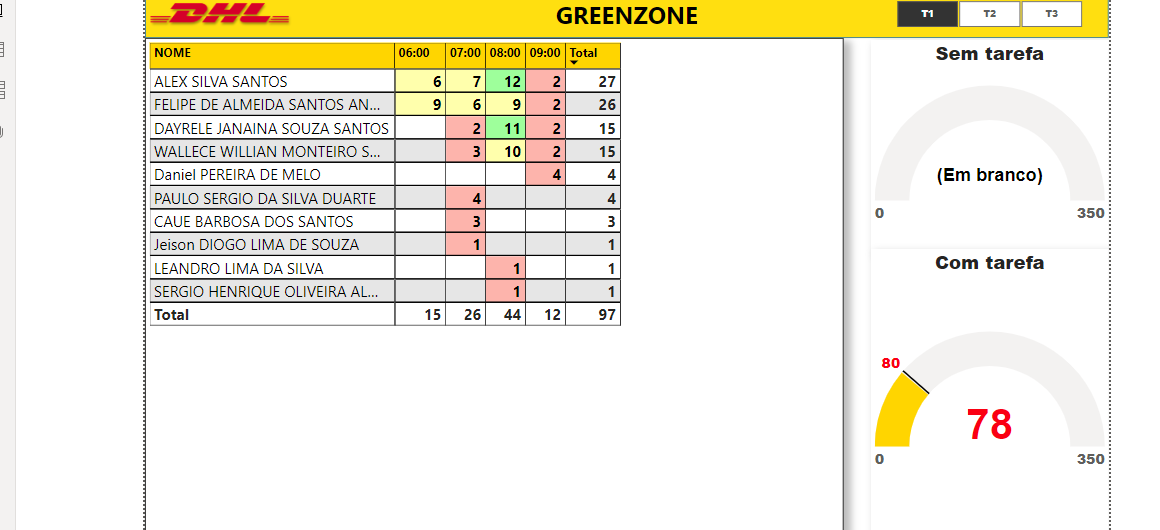 DHL
GREENZONE
T1 T2 T3
NOME 06:00 07:00 08:00 09:00 Total
ALEX SILVA SANTOS 6 7 12 2 27
FELIPE DE ALMEIDA SANTOS AN... 9 6 9 2 26
DAYRELE JANAINA SOUZA SANTOS 2 11 2 15
WALLECE WILLIAN MONTEIRO S... 3 10 2 15
Daniel PEREIRA DE MELO 4 4
PAULO SERGIO DA SILVA DUARTE 4 4
CAUE BARBOSA DOS SANTOS 3 3
Jeison DIOGO LIMA DE SOUZA 1 1
LEANDRO LIMA DA SILVA 1 1
SERGIO HENRIQUE OLIVEIRA AL... 1 1
Total 15 26 44 12 97
Sem tarefa
(Em branco)
0 350
Com tarefa
80
78
0 350